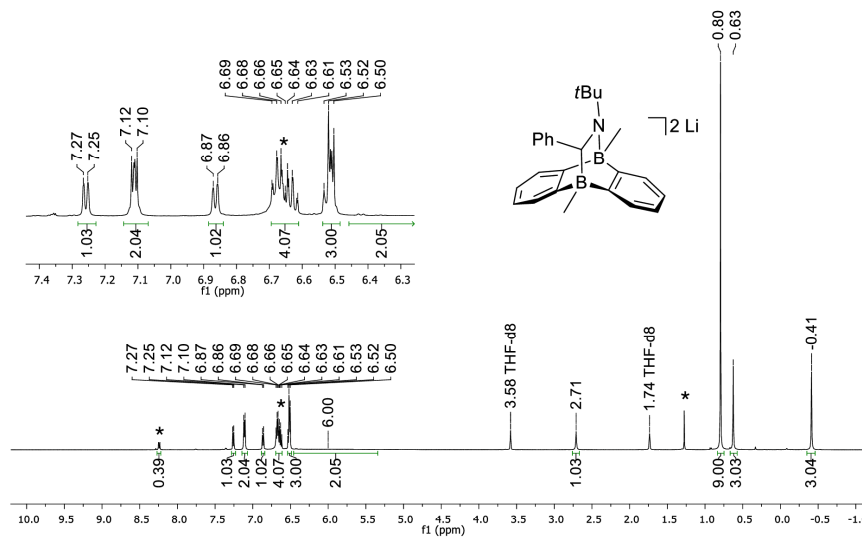 6.69 6.68 6.66 6.65 6.64 6.63 6.61 6.53 6.52 6.50
7.27 7.25 7.12 7.10 6.87 6.86 *
1.03 2.04 1.02 4.07 3.00 2.05
7.4 7.3 7.2 7.1 7.0 6.9 6.8 6.7 6.6 6.5 6.4 6.3
f1 (ppm)
tBu
N
Ph
B
B
2 Li
0.80 0.63
7.27 7.25 7.12 7.10 6.87 6.86 6.69 6.68 6.66 6.65 6.64 6.63 6.61 6.53 6.52 6.50
* * 6.00 3.58 THF-d8 2.71 1.74 THF-d8 * -0.41
0.39 1.03 2.04 1.02 4.07 3.00 2.05 1.03 9.00 3.03 3.04
10.0 9.5 9.0 8.5 8.0 7.5 7.0 6.5 6.0 5.5 5.0 4.5 4.0 3.5 3.0 2.5 2.0 1.5 1.0 0.5 0.0 -0.5 -1.
f1 (ppm)